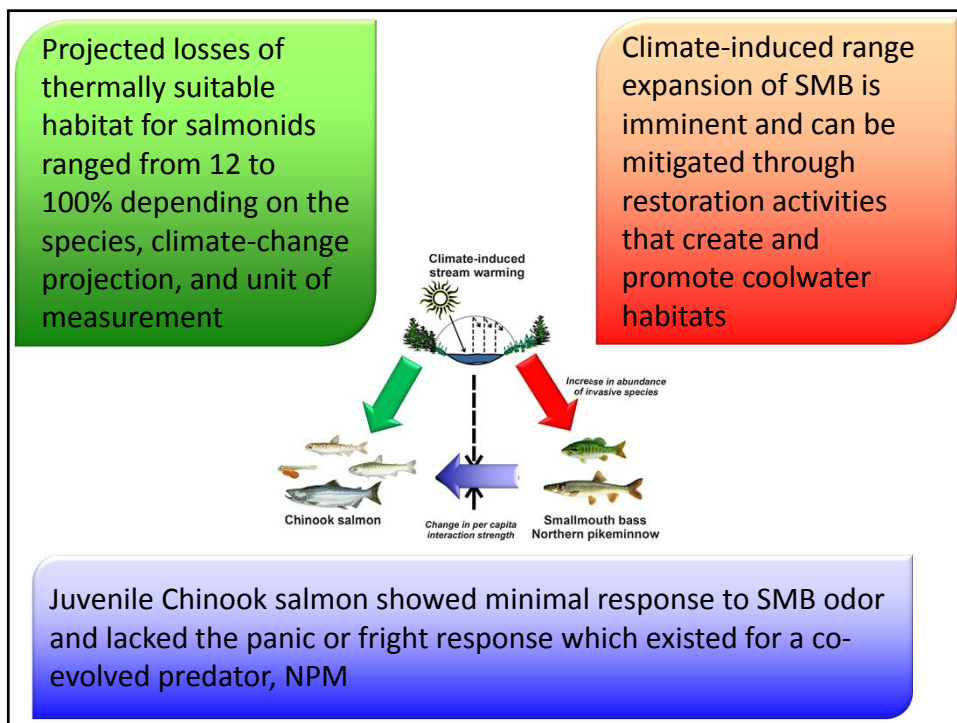 Projected losses of
thermally suitable
habitat for salmonids
ranged from 12 to
100% depending on the
species, climate-change
projection, and unit of
measurement
Climate-induced range
expansion of SMB is
imminent and can be
mitigated through
restoration activities
that create and
promote coolwater
habitats
Climate-induced
stream warming
Increase in abundance
of invasive species
Chinook salmon
Change in per capita
interaction strength
Smallmouth bass
Northern pikeminnow
Juvenile Chinook salmon showed minimal response to SMB odor
and lacked the panic or fright response which existed for a co-
evolved predator, NPM